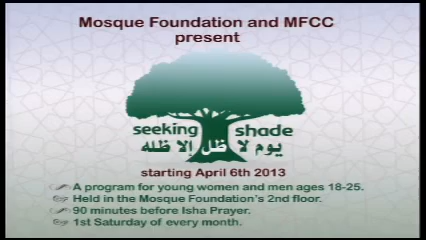 Mosque Foundation and MFCC
present
seeking shade
يوم لا ظل إلا ظله
starting April 6th 2013
A program for young women and men ages 18-25.
Held in the Mosque Foundation's 2nd floor.
90 minutes before Isha Prayer.
1st Saturday of every month.